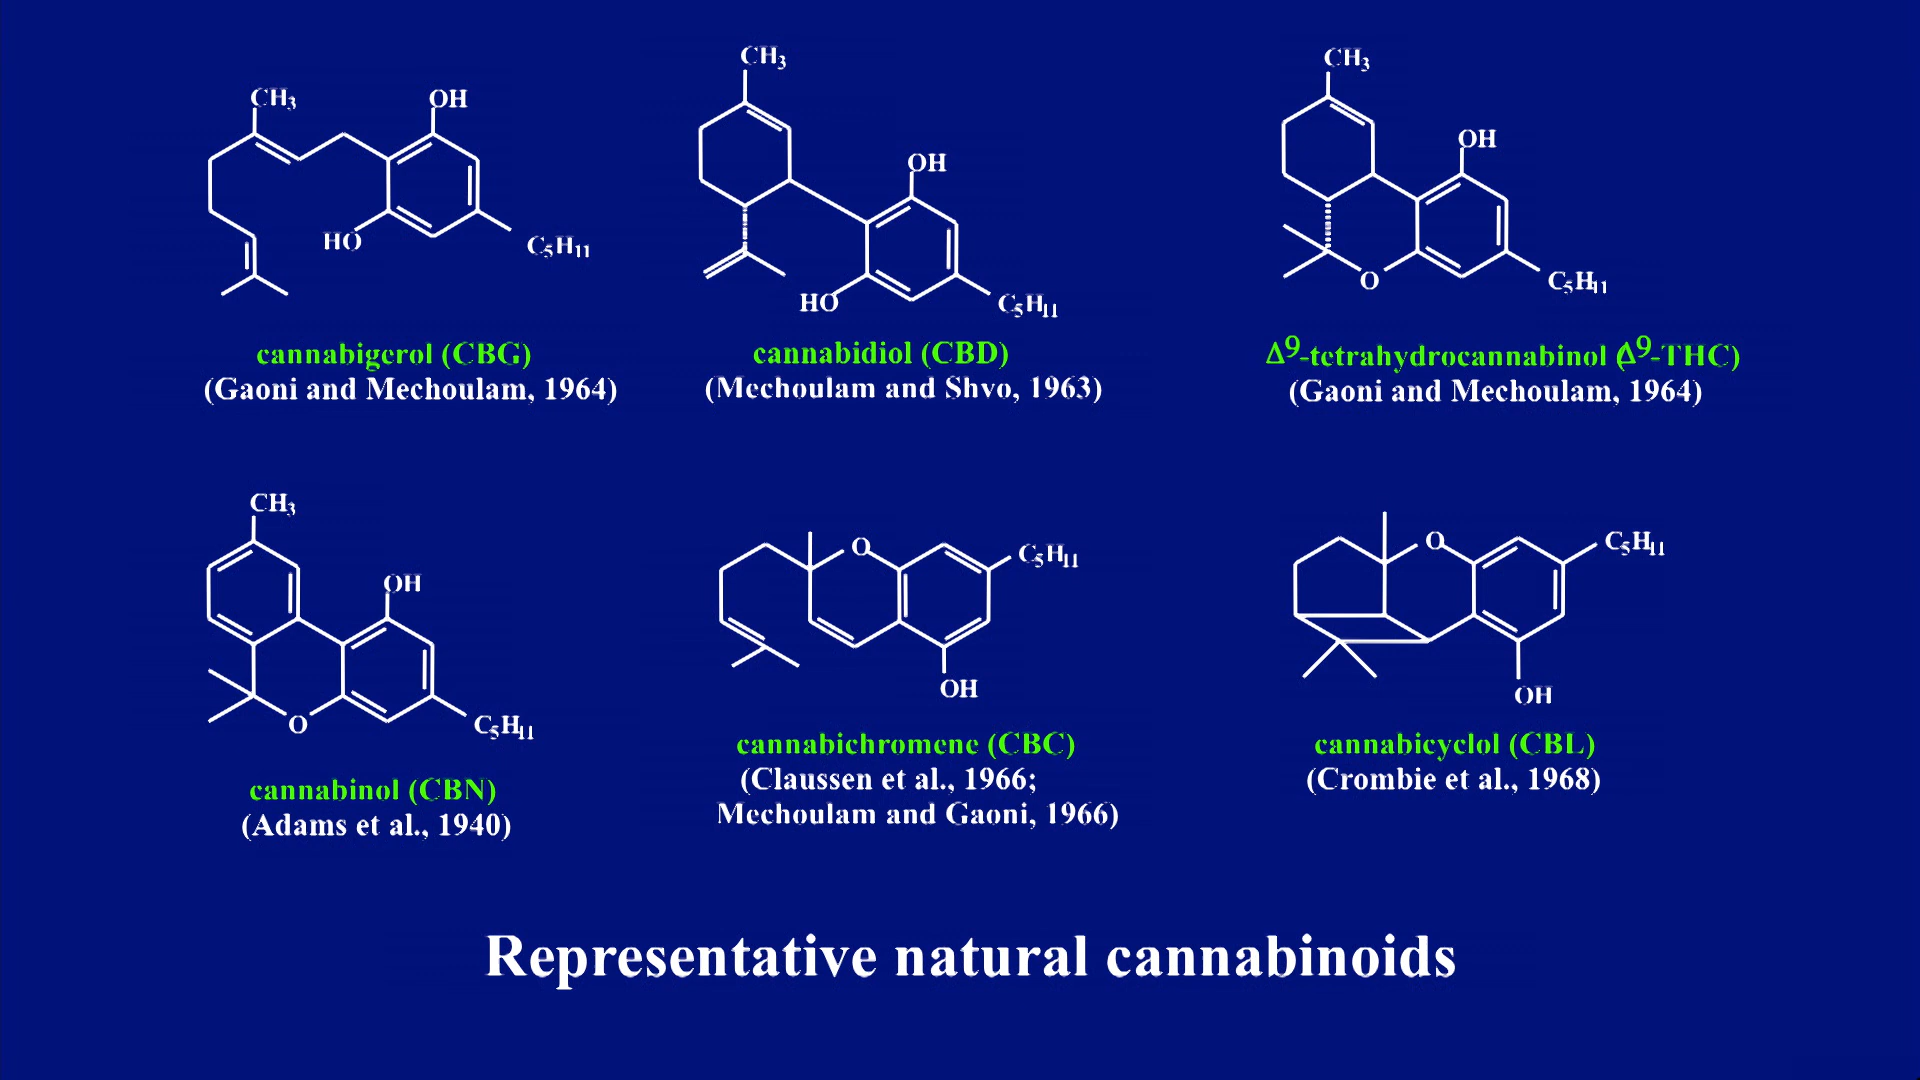 CH3
OH
HO
C5H11
cannabigerol (CBG)
(Gaoni and Mechoulam, 1964)
CH3
OH
HO
C5H11
cannabidiol (CBD)
(Mechoulam and Shvo, 1963)
CH3
OH
O
C5H11
Δ9-tetrahydrocannabinol (Δ9-THC)
(Gaoni and Mechoulam, 1964)
CH3
OH
O
C5H11
cannabinol (CBN)
(Adams et al., 1940)
O
C5H11
OH
cannabichromene (CBC)
(Claussen et al., 1966;
Mechoulam and Gaoni, 1966)
O
C5H11
OH
cannabicyclol (CBL)
(Crombie et al., 1968)
Representative natural cannabinoids